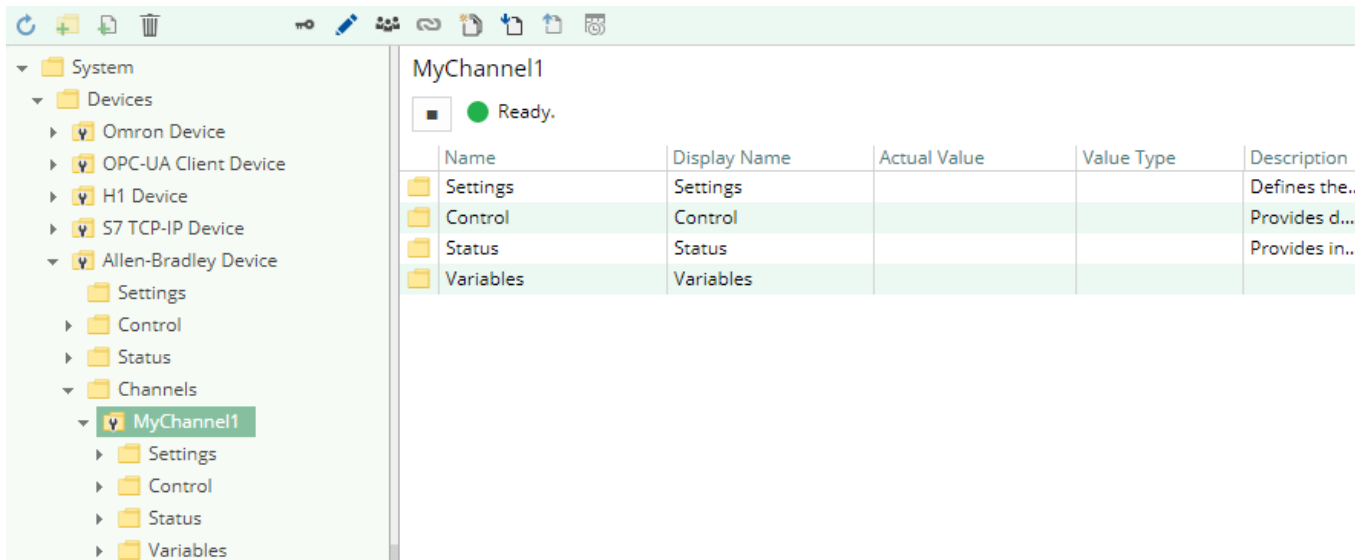 System
Devices
Omron Device
OPC-UA Client Device
H1 Device
S7 TCP-IP Device
Allen-Bradley Device
Settings
Control
Status
Channels
MyChannel1
Settings
Control
Status
Variables
MyChannel1
Ready.
Name Display Name Actual Value Value Type Description
Settings Settings Defines the...
Control Control Provides d...
Status Status Provides in...
Variables Variables